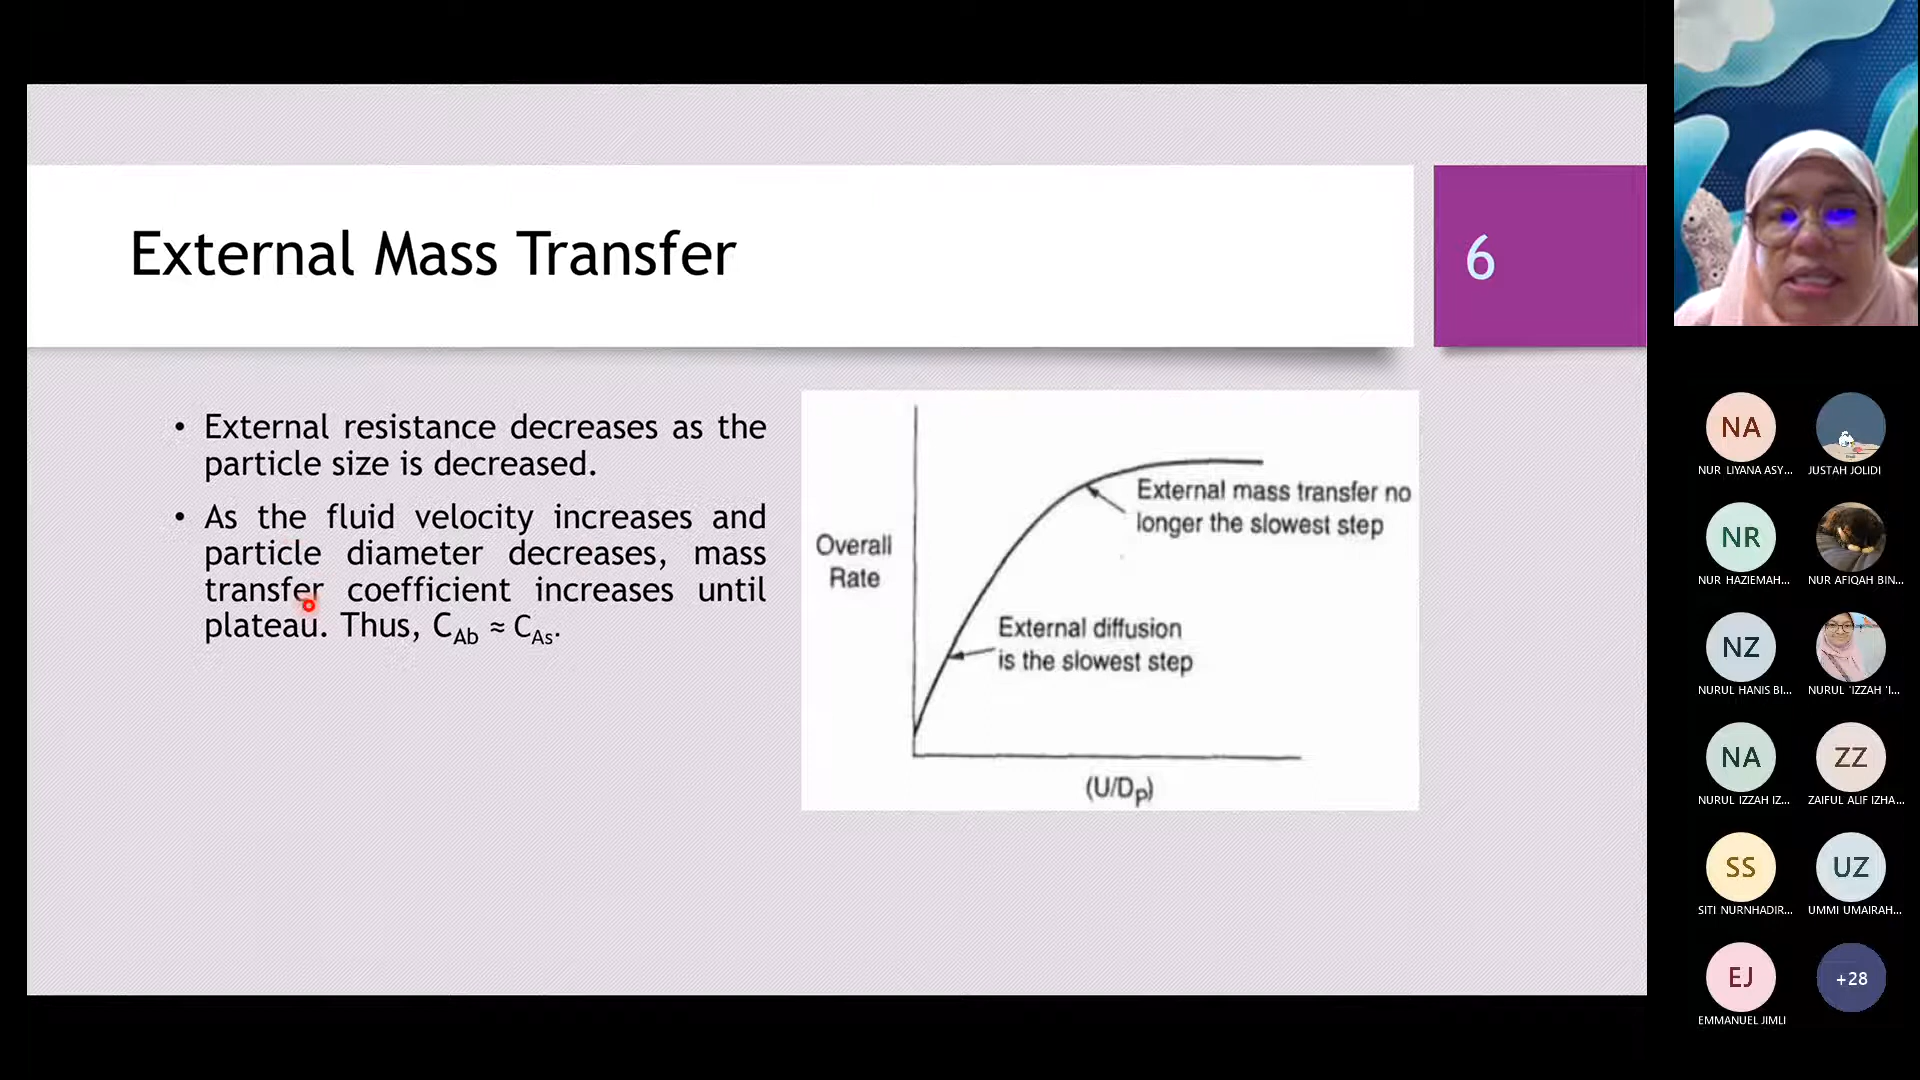 External Mass Transfer
6
• External resistance decreases as the
particle size is decreased.
• As the fluid velocity increases and
particle diameter decreases, mass
transfer coefficient increases until
plateau. Thus, C_Ab ≈ C_As.
Overall
Rate
External mass transfer no
longer the slowest step
External diffusion
is the slowest step
(U/Dp)
NA
NUR LIYANA ASY...
JUSTAH JOLIDI
NR
NUR HAZIEMAH...
NUR AFIQAH BIN...
NZ
NURUL HANIS BI...
NURUL 'IZZAH 'I...
NA
NURUL IZZAH IZ...
ZZ
ZAIFUL ALIF IZHA...
SS
SITI NURNHADIR...
UZ
UMMI UMAIRAH...
EJ
EMMANUEL JIMLI
+28